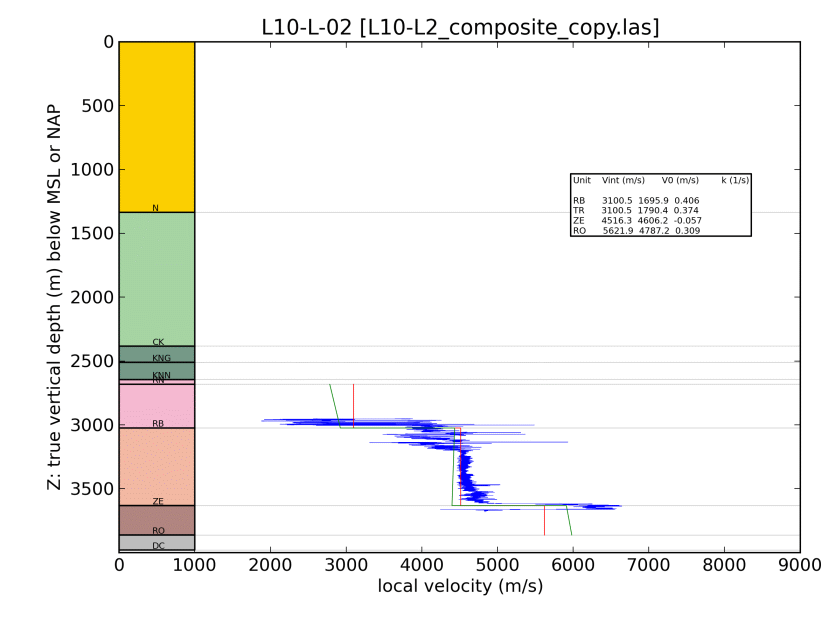 L10-L-02 [L10-L2_composite_copy.las]
Z: true vertical depth (m) below MSL or NAP
0
500
1000
1500
2000
2500
3000
3500
N
CK
KNG
KNN
RN
RB
ZE
RO
DC
Unit Vint (m/s) V0 (m/s) k (1/s)
RB 3100.5 1695.9 0.406
TR 3100.5 1790.4 0.374
ZE 4516.3 4606.2 -0.057
RO 5621.9 4787.2 0.309
0 1000 2000 3000 4000 5000 6000 7000 8000 9000
local velocity (m/s)